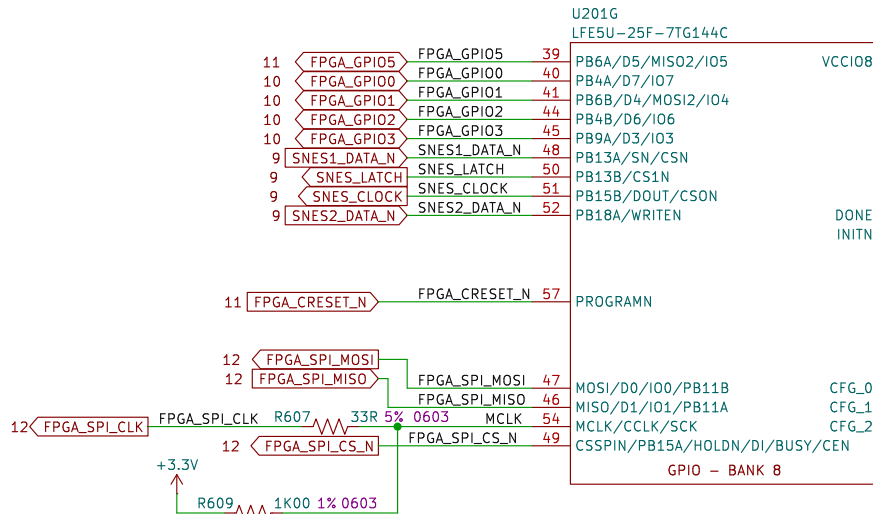 U201G
LFE5U-25F-7TG144C
11 FPGA_GPIO5 FPGA_GPIO5 39 PB6A/D5/MISO2/IO5 VCCIO8
10 FPGA_GPIO0 FPGA_GPIO0 40 PB4A/D7/IO7
10 FPGA_GPIO1 FPGA_GPIO1 41 PB6B/D4/MOSI2/IO4
10 FPGA_GPIO2 FPGA_GPIO2 44 PB4B/D6/IO6
10 FPGA_GPIO3 FPGA_GPIO3 45 PB9A/D3/IO3
9 SNES1_DATA_N SNES1_DATA_N 48 PB13A/SN/CSN
9 SNES_LATCH SNES_LATCH 50 PB13B/CS1N
9 SNES_CLOCK SNES_CLOCK 51 PB15B/DOUT/CSON
9 SNES2_DATA_N SNES2_DATA_N 52 PB18A/WRITEN DONE
INITN
11 FPGA_CRESET_N FPGA_CRESET_N 57 PROGRAMN
12 FPGA_SPI_MOSI FPGA_SPI_MOSI 47 MOSI/D0/IO0/PB11B CFG_0
12 FPGA_SPI_MISO FPGA_SPI_MISO 46 MISO/D1/IO1/PB11A CFG_1
12 FPGA_SPI_CLK FPGA_SPI_CLK R607 33R 5% 0603 MCLK 54 MCLK/CCLK/SCK CFG_2
12 FPGA_SPI_CS_N FPGA_SPI_CS_N 49 CSSPIN/PB15A/HOLDN/DI/BUSY/CEN
+3.3V GPIO - BANK 8
R609 1K00 1% 0603